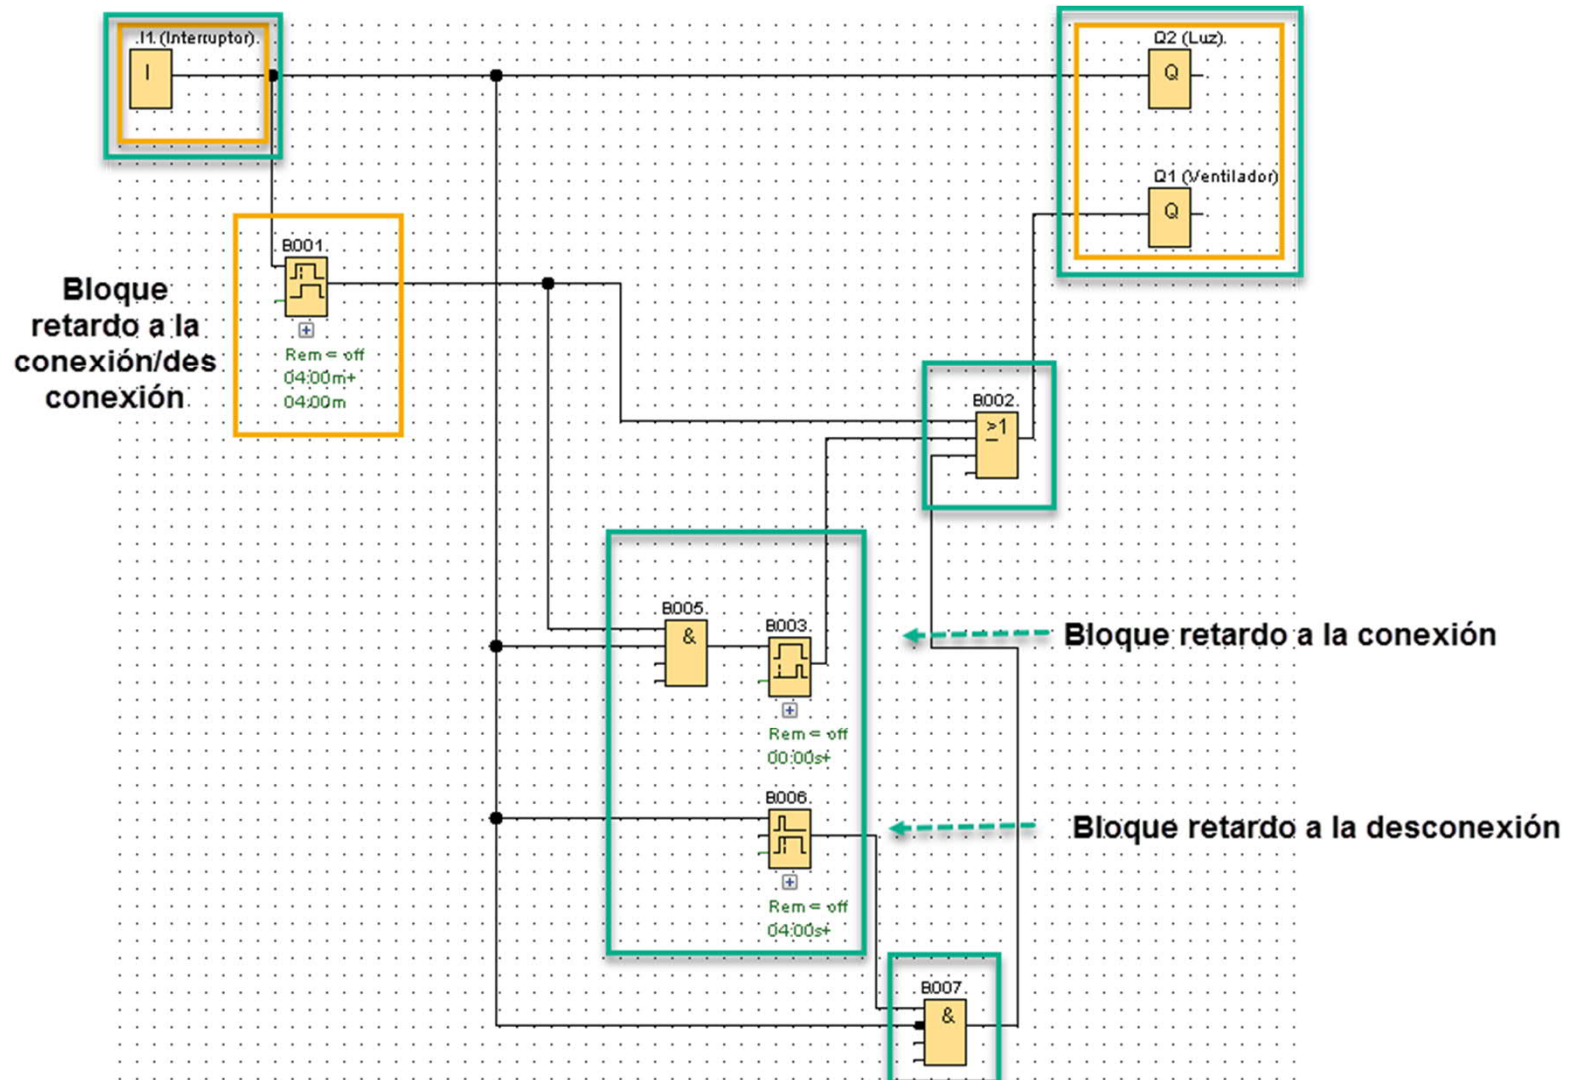 I1 (Interruptor)
I
Q2 (Luz)
Q
Q1 (Ventilador)
Q
B001
Bloque
retardo a la
conexión/des
conexión
Rem = off
04:00m+
04:00m
B002
>1
B005
&
B003
Bloque retardo a la conexión
Rem = off
00:00s+
B006
Bloque retardo a la desconexión
Rem = off
04:00s+
B007
&